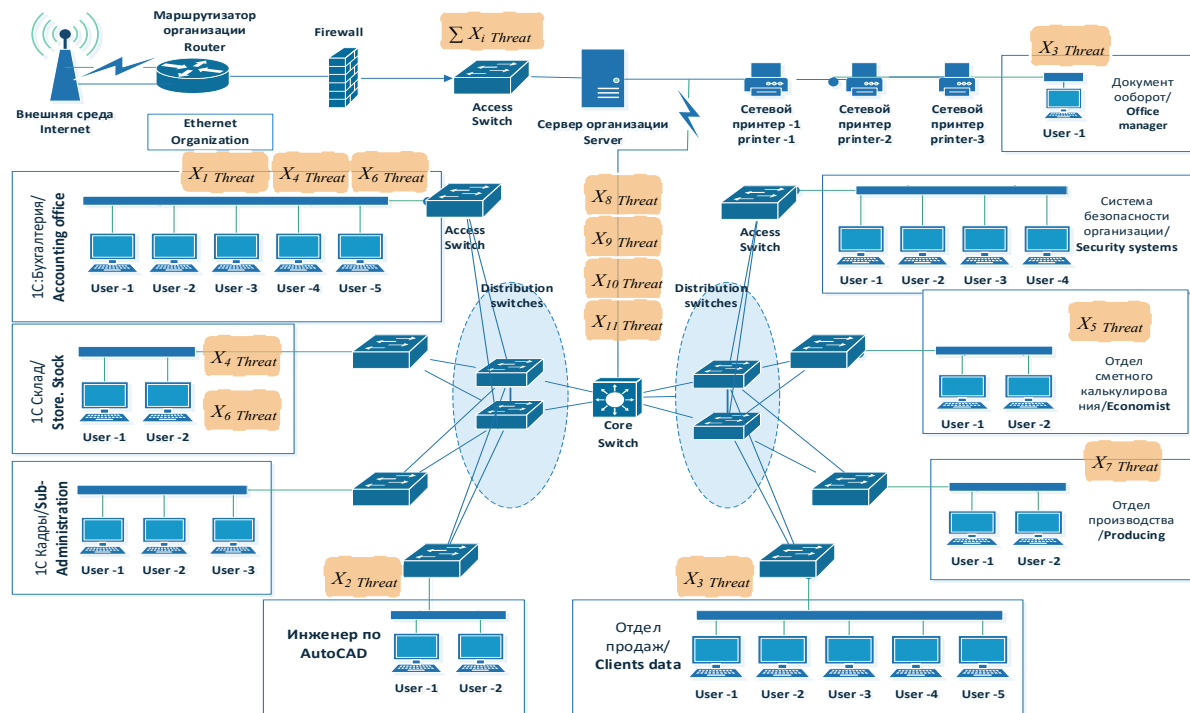 Маршрутизатор
организации
Router
Firewall
∑ Xi Threat
X3 Threat
Внешняя среда
Internet
Ethernet
Organization
Access
Switch
Сервер организации
Server
Сетевой
принтер -1
printer -1
Сетевой
принтер
printer-2
Сетевой
принтер
printer-3
User -1
Документ
ооборот/
Office
manager
X1 Threat
X4 Threat
X6 Threat
1С:Бухгалтерия/
Accounting office
User -1
User -2
User -3
User -4
User -5
Access
Switch
X8 Threat
X9 Threat
X10 Threat
X11 Threat
Access
Switch
User -1
User -2
User -3
User -4
Система
безопасности
организации/
Security systems
Distribution
switches
Distribution
switches
1С Склад/
Store. Stock
User -1
User -2
X4 Threat
X6 Threat
Core
Switch
X5 Threat
User -1
User -2
Отдел
сметного
калькулирова
ния/Economist
1С Кадры/Sub-
Administration
User -1
User -2
User -3
X7 Threat
User -1
User -2
Отдел
производства
/Producing
X2 Threat
Инженер по
AutoCAD
User -1
User -2
X3 Threat
Отдел
продаж/
Clients data
User -1
User -2
User -3
User -4
User -5